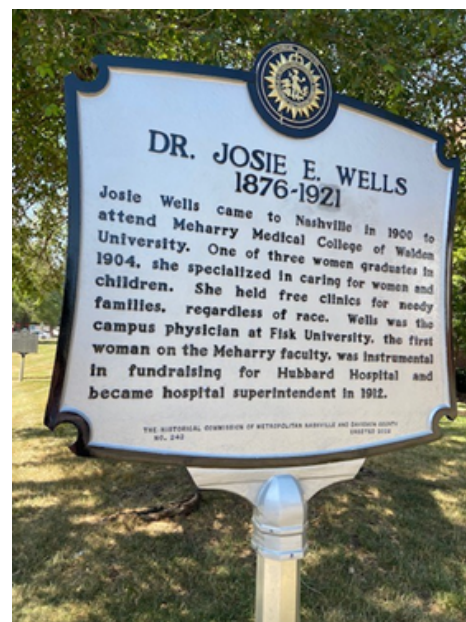 DR. JOSIE E. WELLS
1876-1921
Josie Wells came to Nashville in 1900 to
attend Meharry Medical College of Walden
University. One of three women graduates in
1904, she specialized in caring for women and
children. She held free clinics for needy
families, regardless of race. Wells was the
campus physician at Fisk University, the first
woman on the Meharry faculty, was instrumental
in fundraising for Hubbard Hospital and
became hospital superintendent in 1912.
THE HISTORICAL COMMISSION OF METROPOLITAN NASHVILLE AND DAVIDSON COUNTY
NO. 242 ERECTED